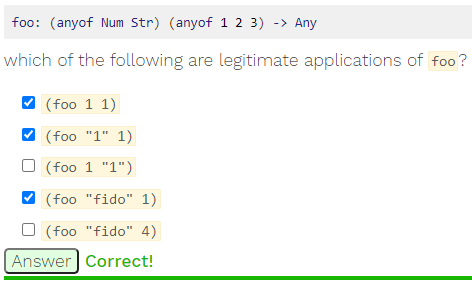 foo: (anyof Num Str) (anyof 1 2 3) -> Any
which of the following are legitimate applications of foo?
(foo 1 1)
(foo "1" 1)
(foo 1 "1")
(foo "fido" 1)
(foo "fido" 4)
Answer Correct!